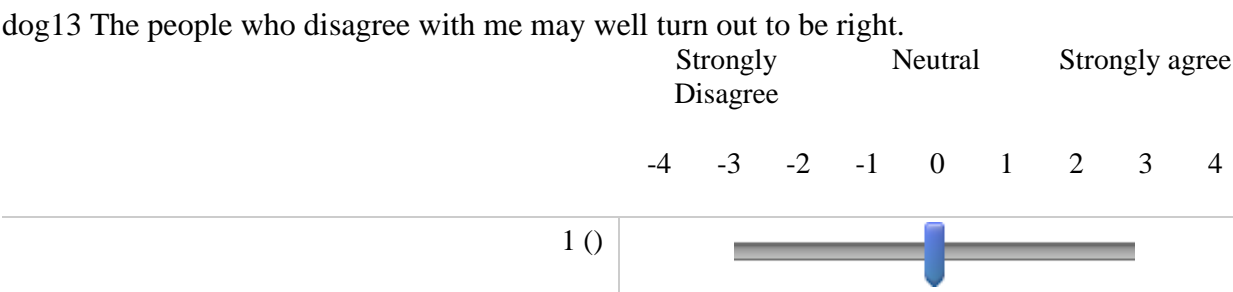 dog13 The people who disagree with me may well turn out to be right.
Strongly Disagree Neutral Strongly agree
-4 -3 -2 -1 0 1 2 3 4
1 ()